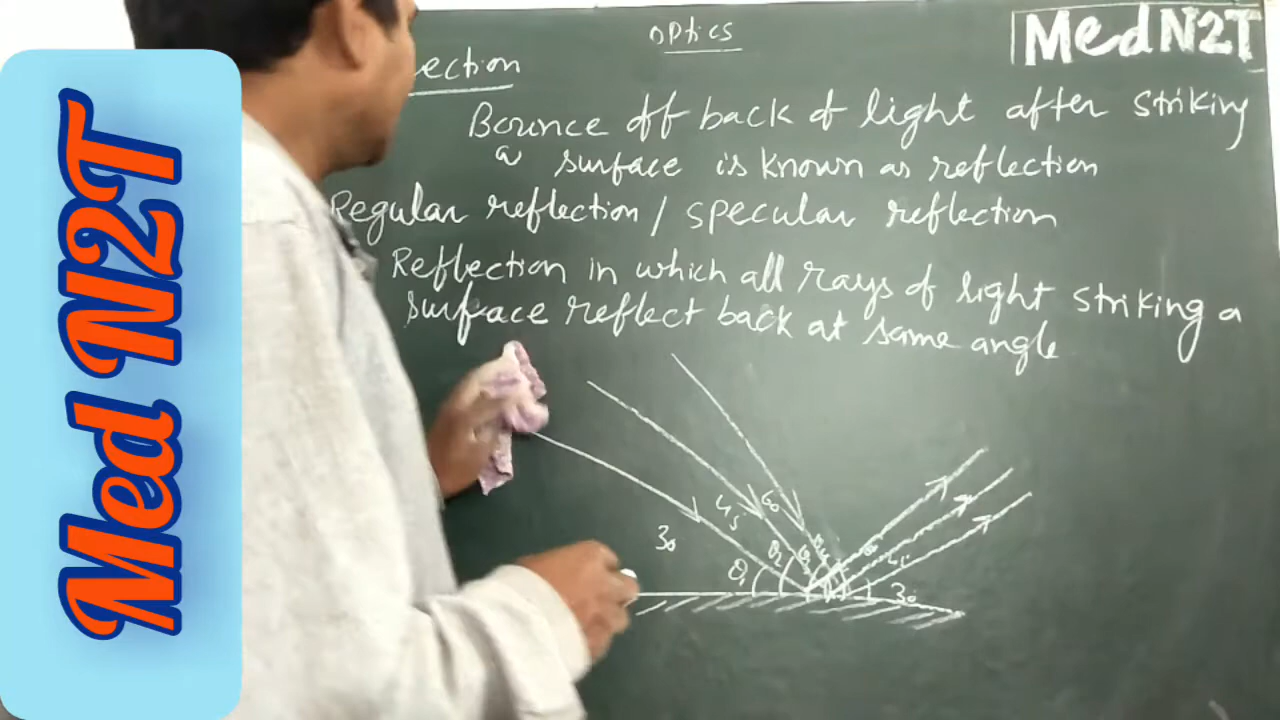 Optics
MedN2T
ection
Bounce off back of light after striking
a surface is known as reflection
Regular reflection / specular reflection
Reflection in which all rays of light striking a
surface reflect back at same angle
45 60
30 θ1 θ2
30
Med N2T